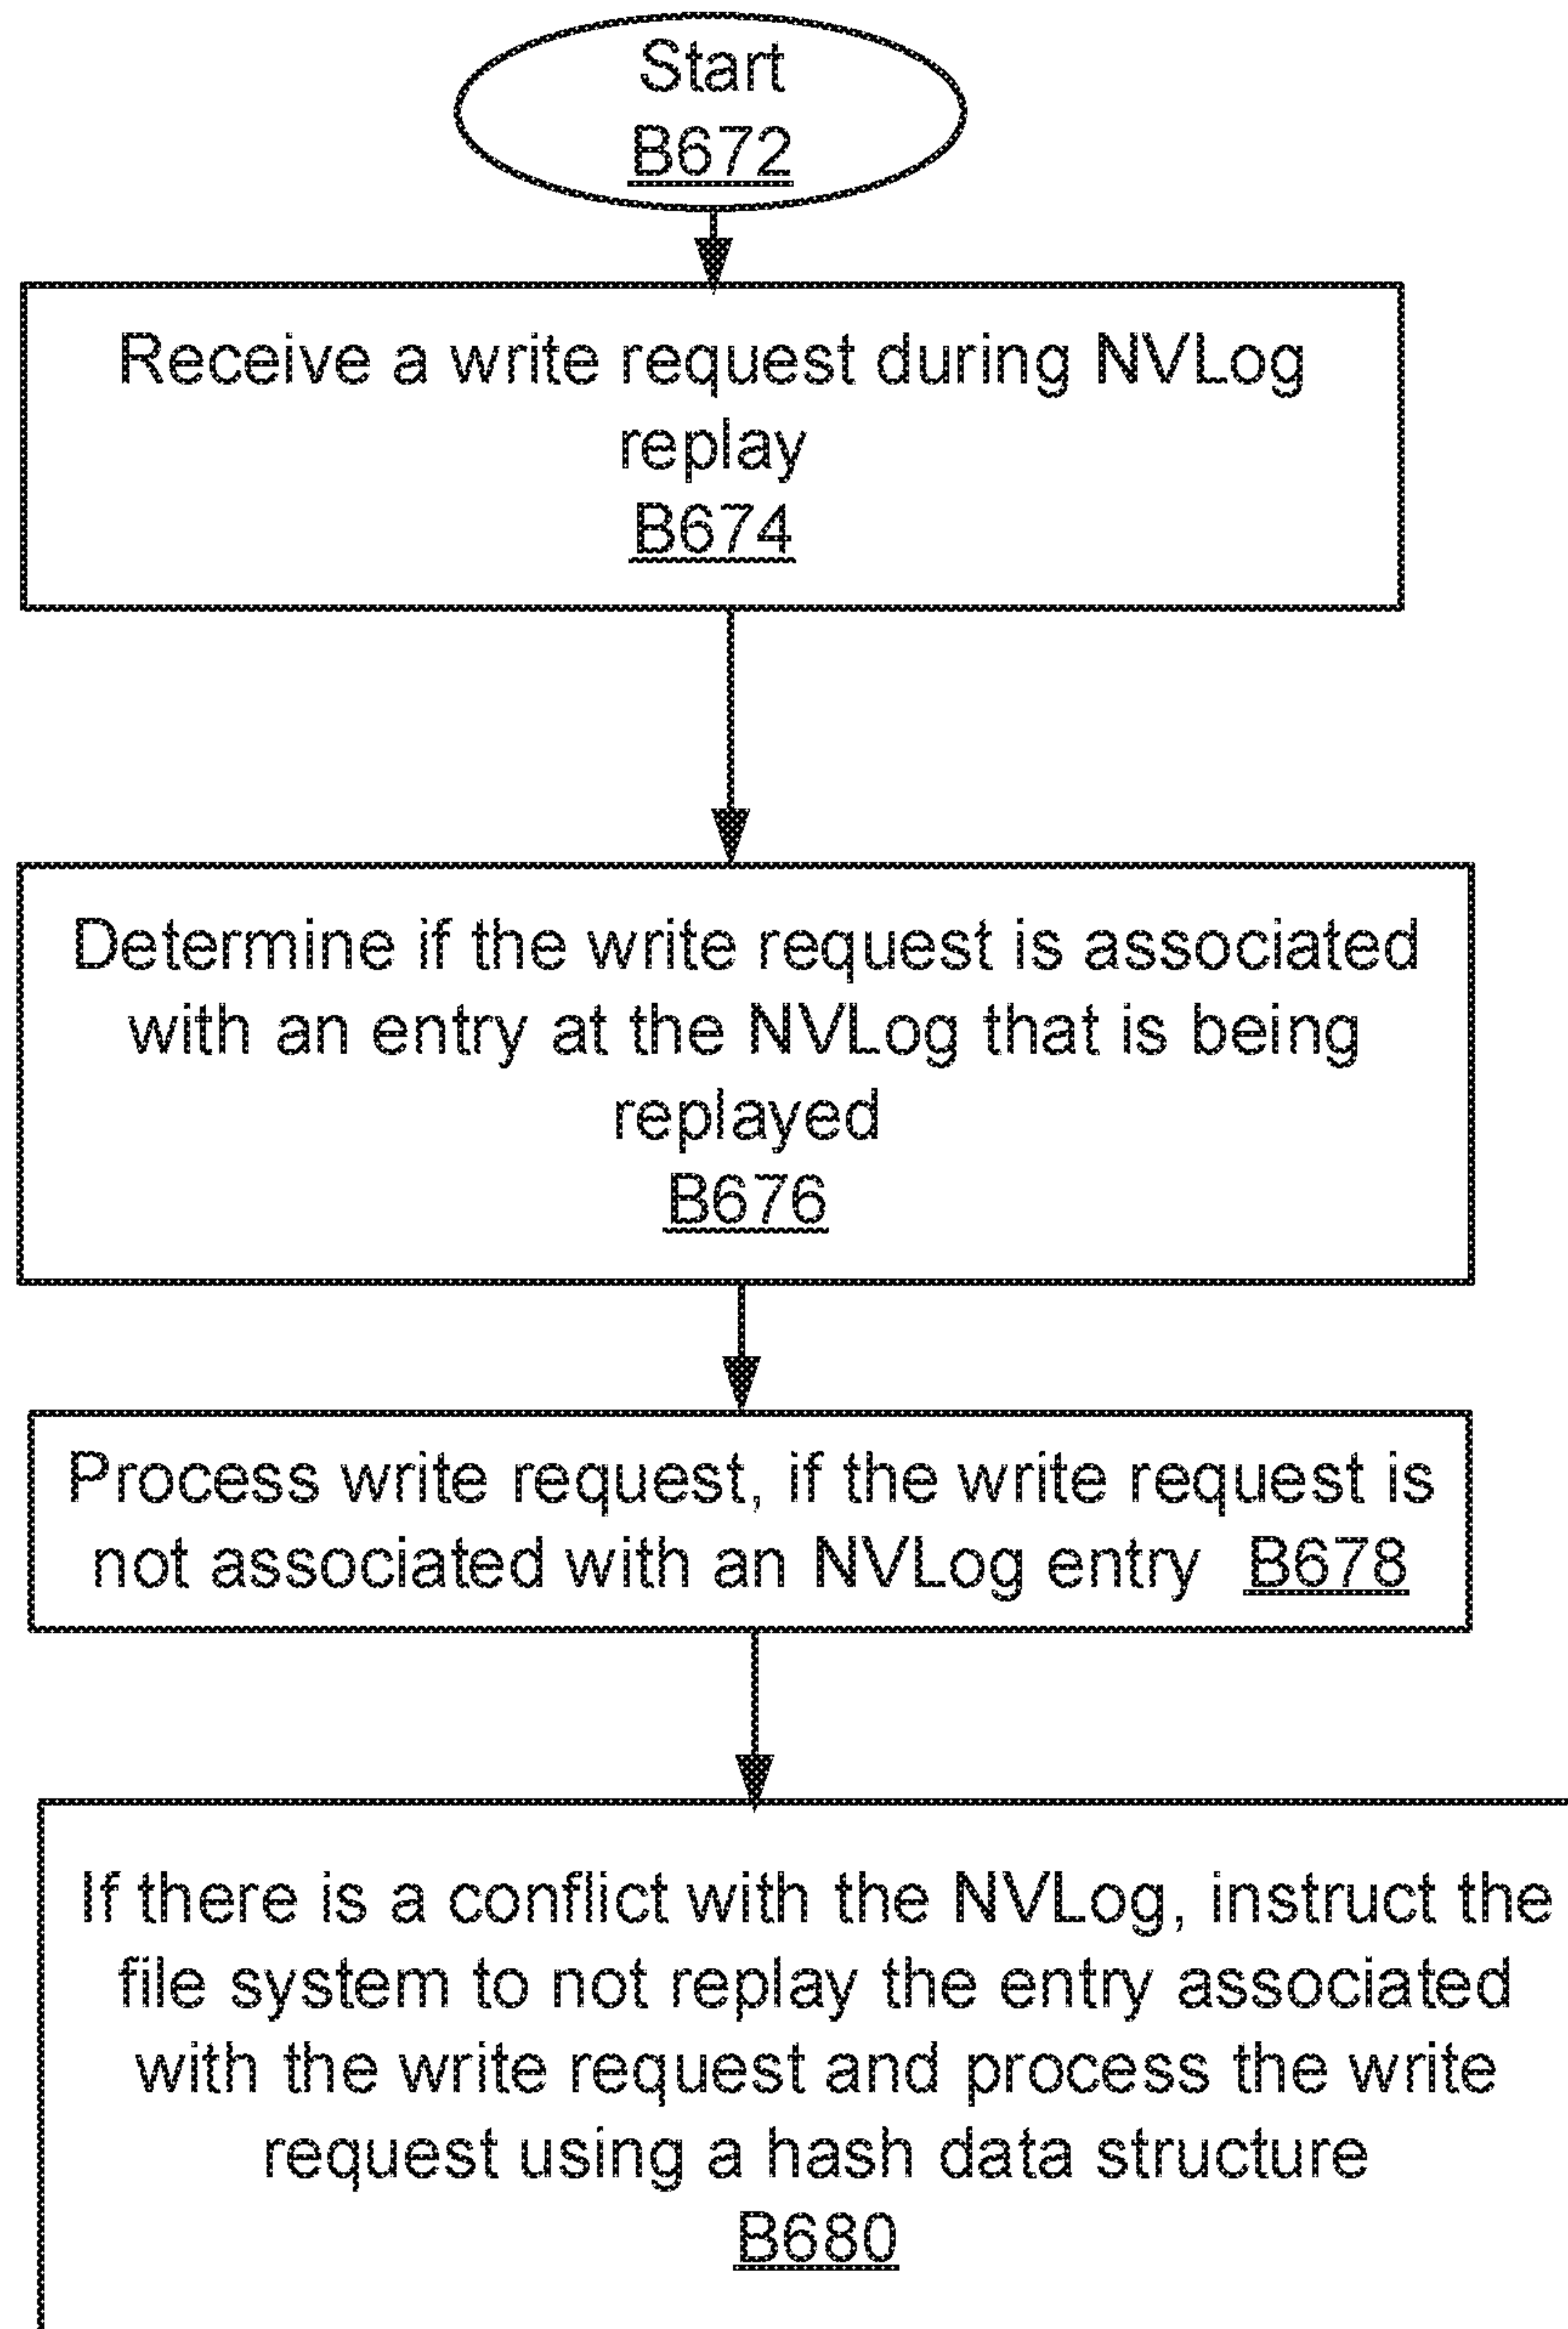 Start
B672
Receive a write request during NVLog
replay
B674
Determine if the write request is associated
with an entry at the NVLog that is being
replayed
B676
Process write request, if the write request is
not associated with an NVLog entry B678
If there is a conflict with the NVLog, instruct the
file system to not replay the entry associated
with the write request and process the write
request using a hash data structure
B680